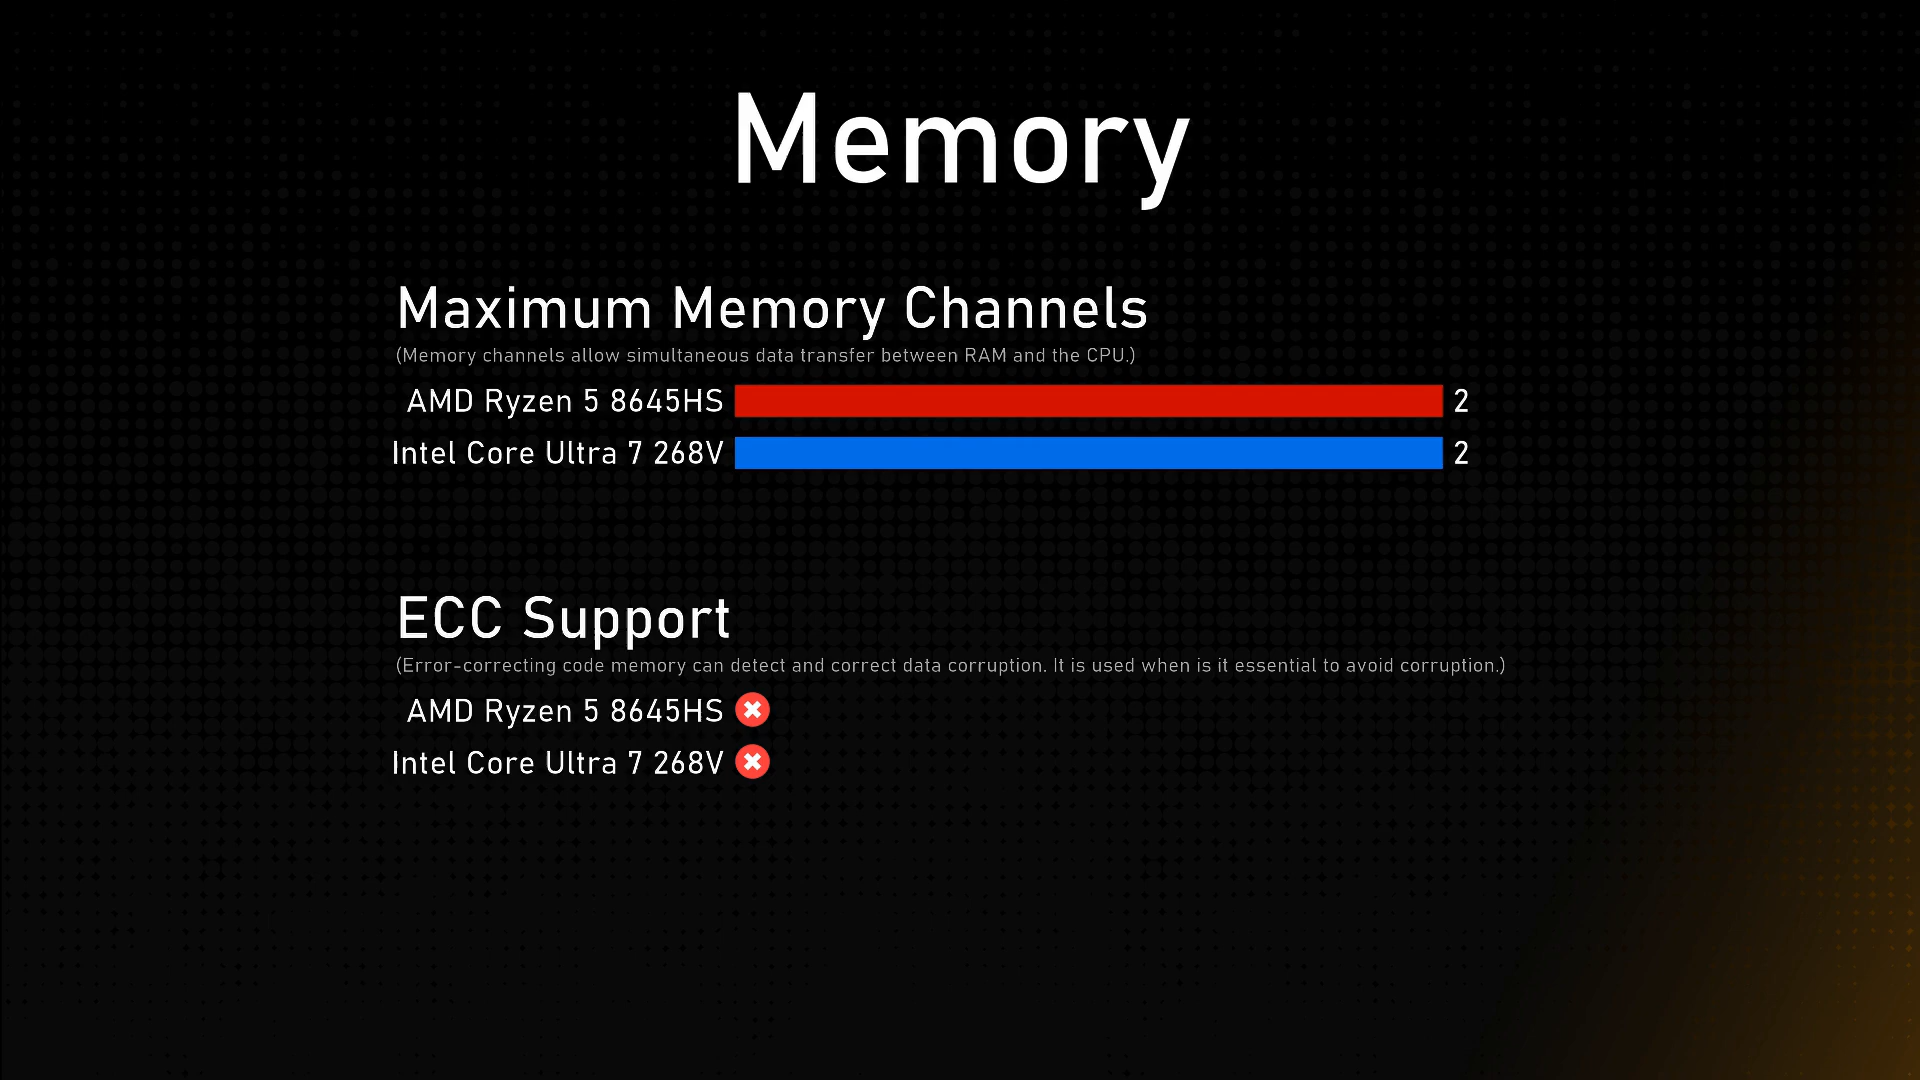 Memory
Maximum Memory Channels
(Memory channels allow simultaneous data transfer between RAM and the CPU.)
AMD Ryzen 5 8645HS 2
Intel Core Ultra 7 268V 2
ECC Support
(Error-correcting code memory can detect and correct data corruption. It is used when is it essential to avoid corruption.)
AMD Ryzen 5 8645HS
Intel Core Ultra 7 268V